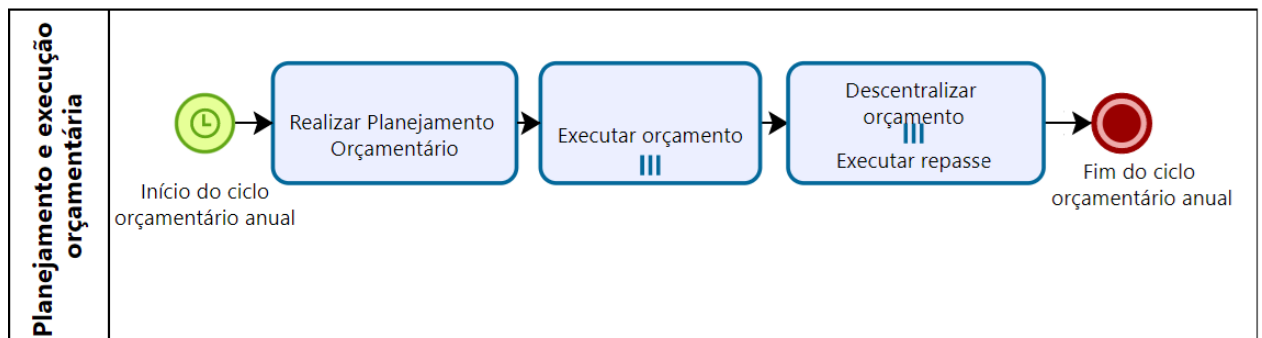 Planejamento e execução
orçamentária
Início do ciclo
orçamentário anual
Realizar Planejamento
Orçamentário
Executar orçamento
Descentralizar
orçamento
Executar repasse
Fim do ciclo
orçamentário anual